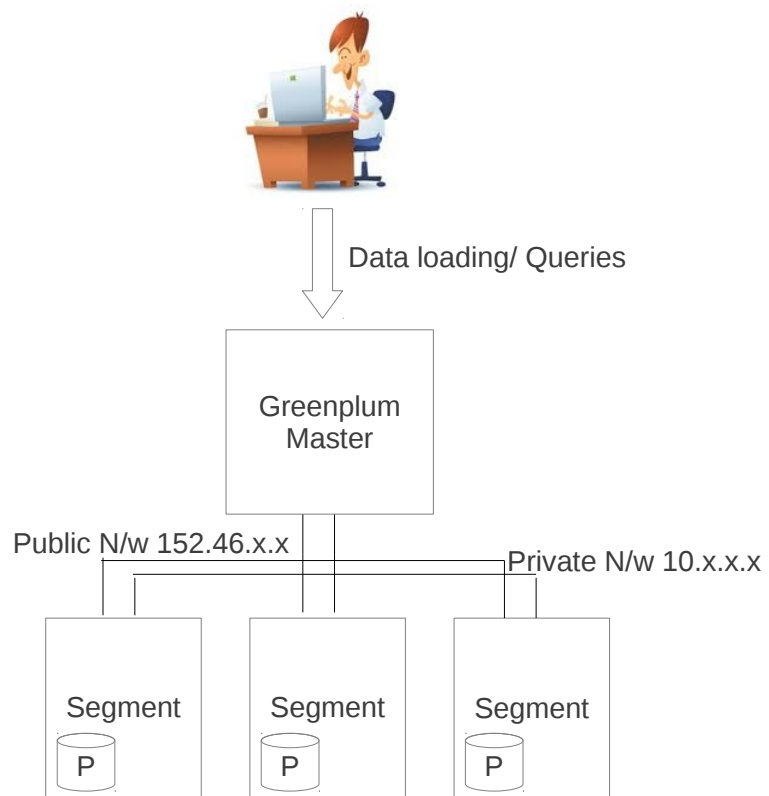 Data loading/ Queries
Greenplum
Master
Public N/w 152.46.x.x
Private N/w 10.x.x.x
Segment
Segment
Segment
P
P
P